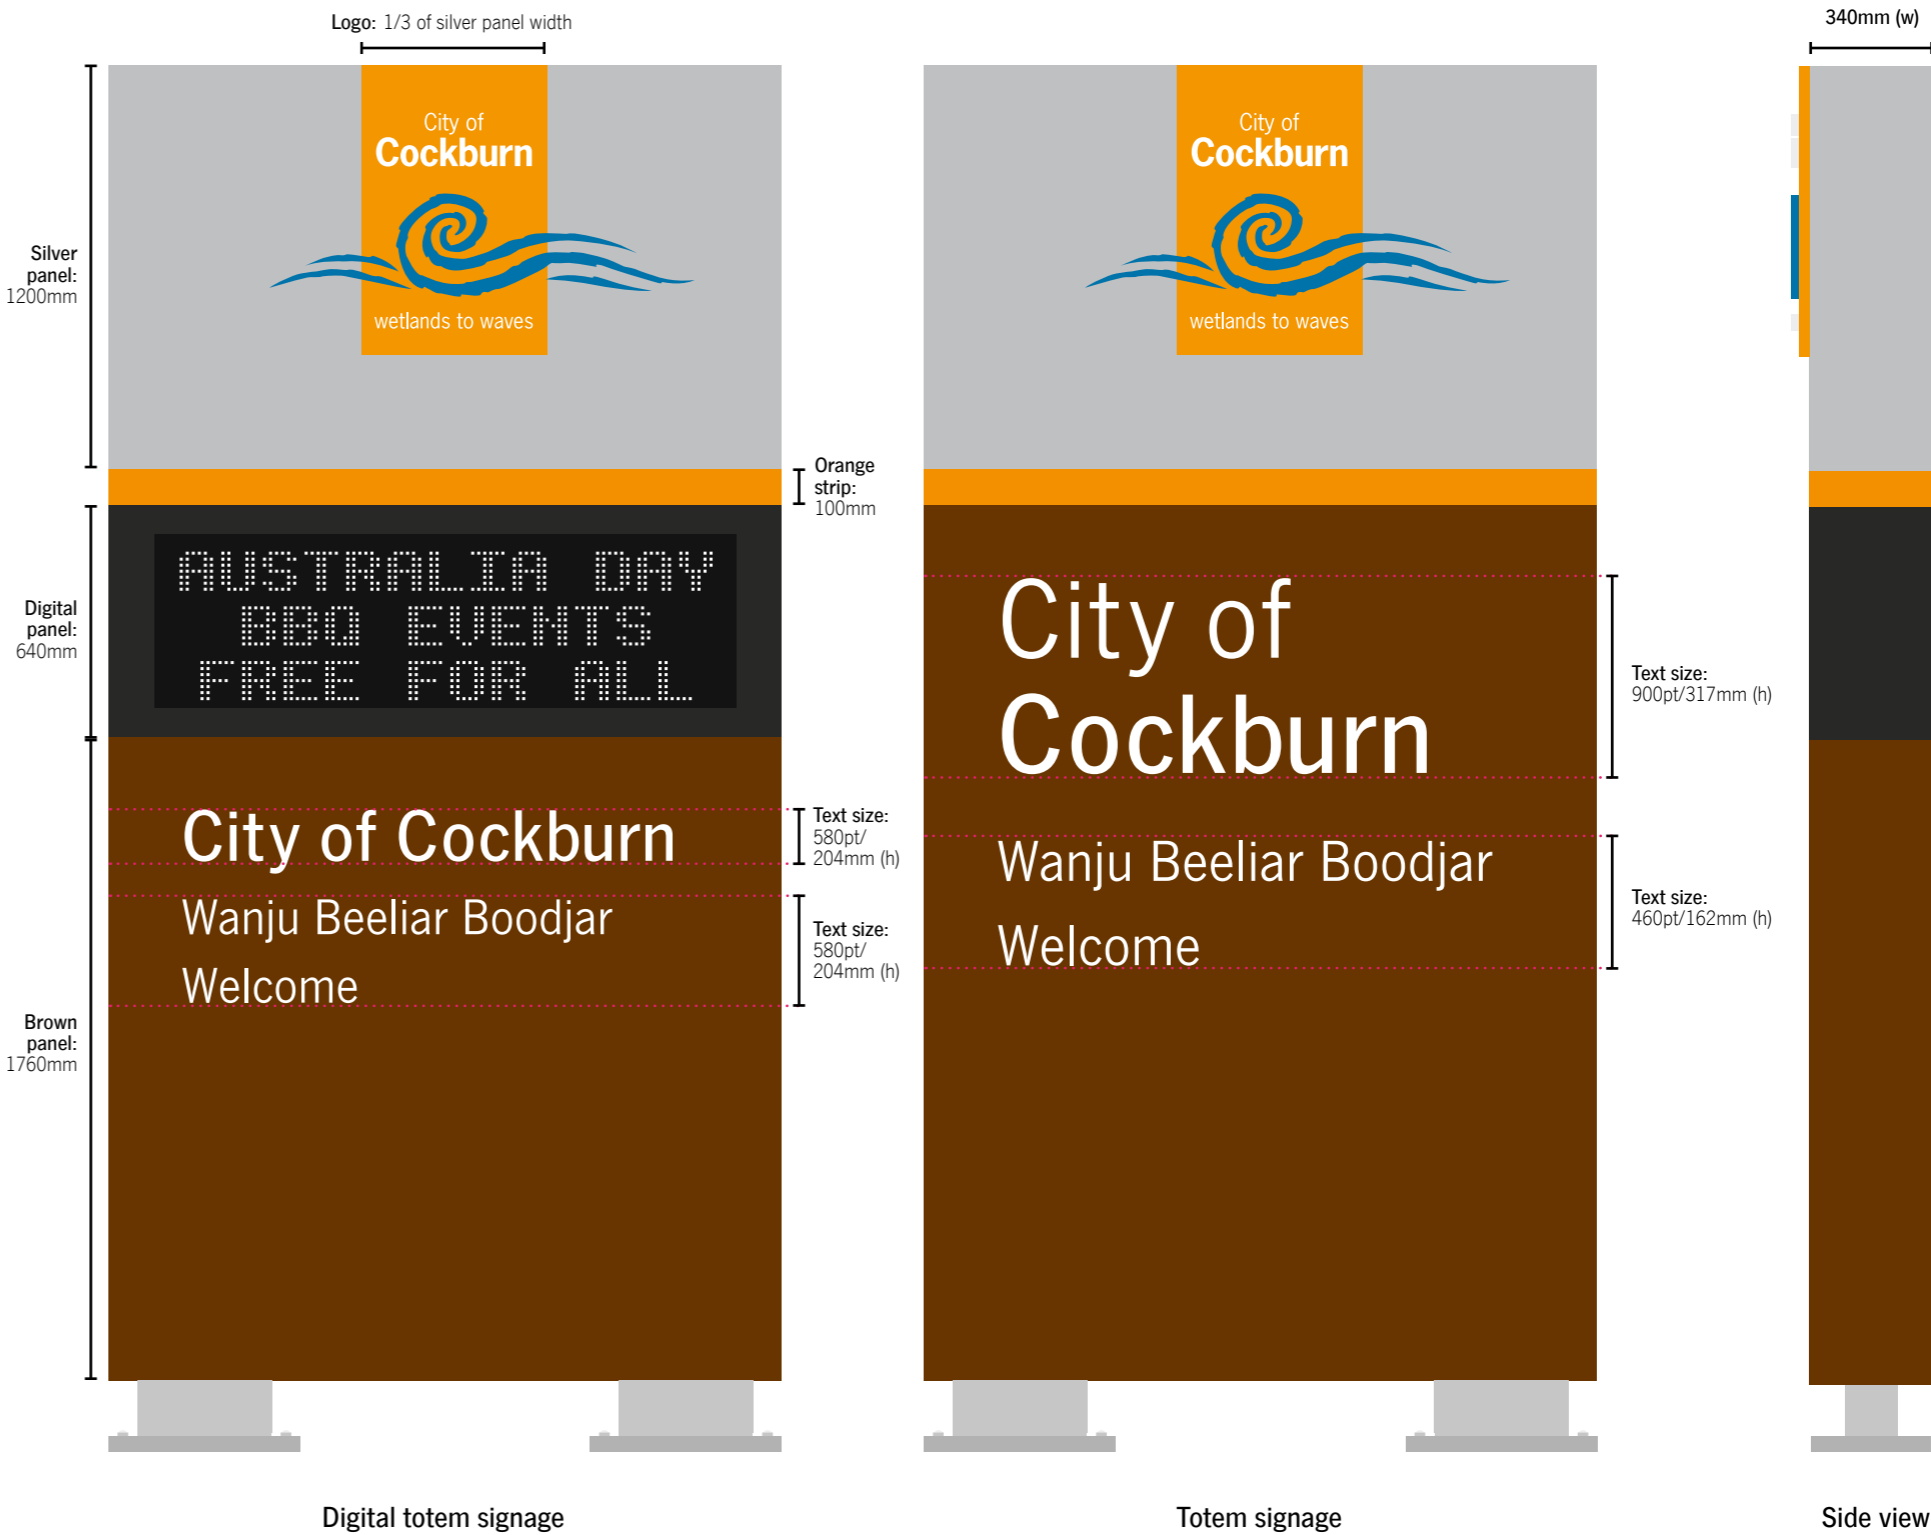 Logo: 1/3 of silver panel width
340mm (w)
City of
Cockburn
wetlands to waves
City of
Cockburn
wetlands to waves
Silver
panel:
1200mm
Orange
strip:
100mm
AUSTRALIA DAY
BBQ EVENTS
FREE FOR ALL
Digital
panel:
640mm
City of
Cockburn
Text size:
900pt/317mm (h)
City of Cockburn
Text size:
580pt/
204mm (h)
Wanju Beeliar Boodjar
Welcome
Text size:
580pt/
204mm (h)
Wanju Beeliar Boodjar
Welcome
Text size:
460pt/162mm (h)
Brown
panel:
1760mm
Digital totem signage
Totem signage
Side view